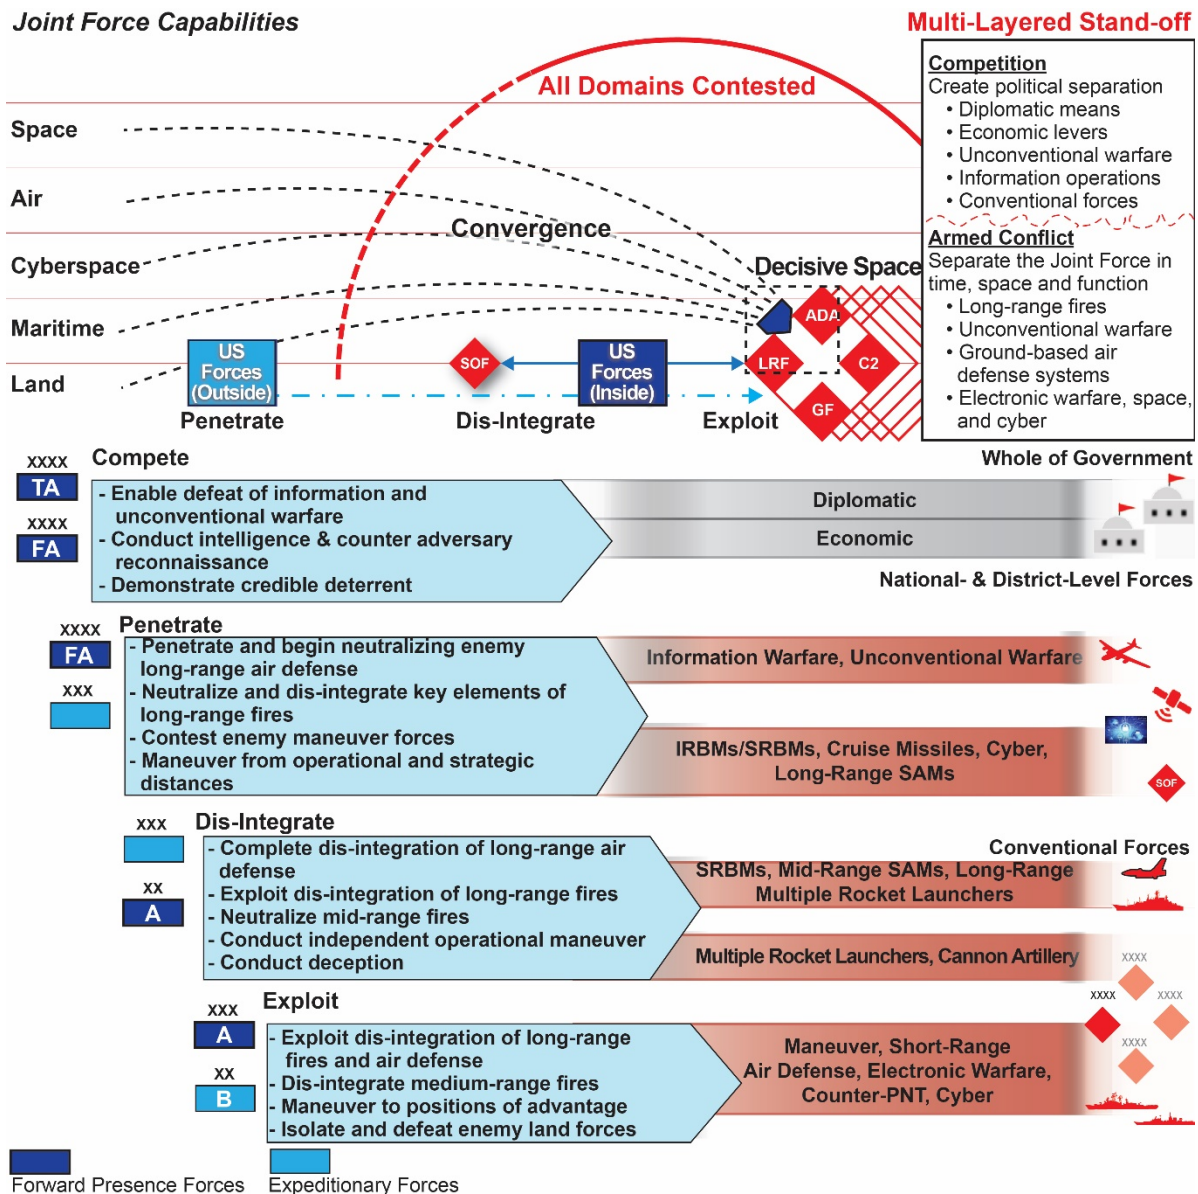 Joint Force Capabilities
Multi-Layered Stand-off
All Domains Contested
Space
Air
Cyberspace
Maritime
Land
Convergence
Decisive Space
US
Forces
(Outside)
SOF
US
Forces
(Inside)
ADA
LRF
C2
GF
Penetrate
Dis-Integrate
Exploit
Competition
Create political separation
• Diplomatic means
• Economic levers
• Unconventional warfare
• Information operations
• Conventional forces
Armed Conflict
Separate the Joint Force in
time, space and function
• Long-range fires
• Unconventional warfare
• Ground-based air
defense systems
• Electronic warfare, space,
and cyber
XXXX
TA
XXXX
FA
Compete
- Enable defeat of information and
unconventional warfare
- Conduct intelligence & counter adversary
reconnaissance
- Demonstrate credible deterrent
Whole of Government
Diplomatic
Economic
National- & District-Level Forces
XXXX
FA
XXX
Penetrate
- Penetrate and begin neutralizing enemy
long-range air defense
- Neutralize and dis-integrate key elements of
long-range fires
- Contest enemy maneuver forces
- Maneuver from operational and strategic
distances
Information Warfare, Unconventional Warfare
IRBMs/SRBMs, Cruise Missiles, Cyber,
Long-Range SAMs
SOF
XXX
XX
A
Dis-Integrate
- Complete dis-integration of long-range air
defense
- Exploit dis-integration of long-range fires
- Neutralize mid-range fires
- Conduct independent operational maneuver
- Conduct deception
Conventional Forces
SRBMs, Mid-Range SAMs, Long-Range
Multiple Rocket Launchers
Multiple Rocket Launchers, Cannon Artillery
XXX
A
XX
B
Exploit
- Exploit dis-integration of long-range
fires and air defense
- Dis-integrate medium-range fires
- Maneuver to positions of advantage
- Isolate and defeat enemy land forces
Maneuver, Short-Range
Air Defense, Electronic Warfare,
Counter-PNT, Cyber
XXXX
XXXX
XXXX
XXXX
Forward Presence Forces
Expeditionary Forces